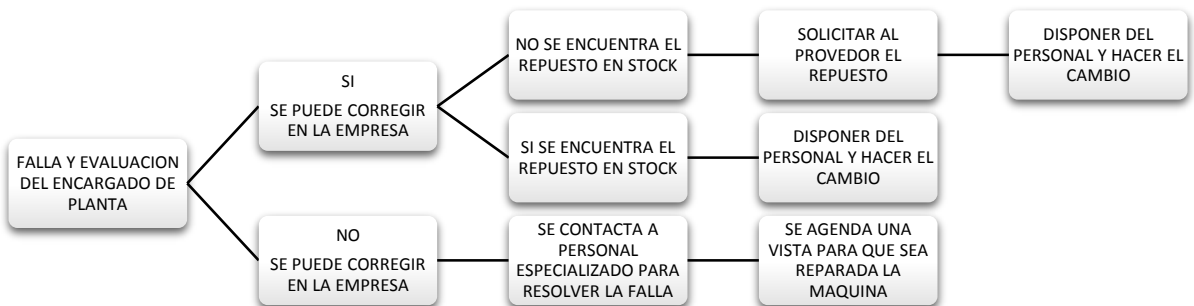 FALLA Y EVALUACION
DEL ENCARGADO DE
PLANTA
SI
SE PUEDE CORREGIR
EN LA EMPRESA
NO SE ENCUENTRA EL
REPUESTO EN STOCK
SOLICITAR AL
PROVEDOR EL
REPUESTO
DISPONER DEL
PERSONAL Y HACER EL
CAMBIO
SI SE ENCUENTRA EL
REPUESTO EN STOCK
DISPONER DEL
PERSONAL Y HACER EL
CAMBIO
NO
SE PUEDE CORREGIR
EN LA EMPRESA
SE CONTACTA A
PERSONAL
ESPECIALIZADO PARA
RESOLVER LA FALLA
SE AGENDA UNA
VISTA PARA QUE SEA
REPARADA LA
MAQUINA